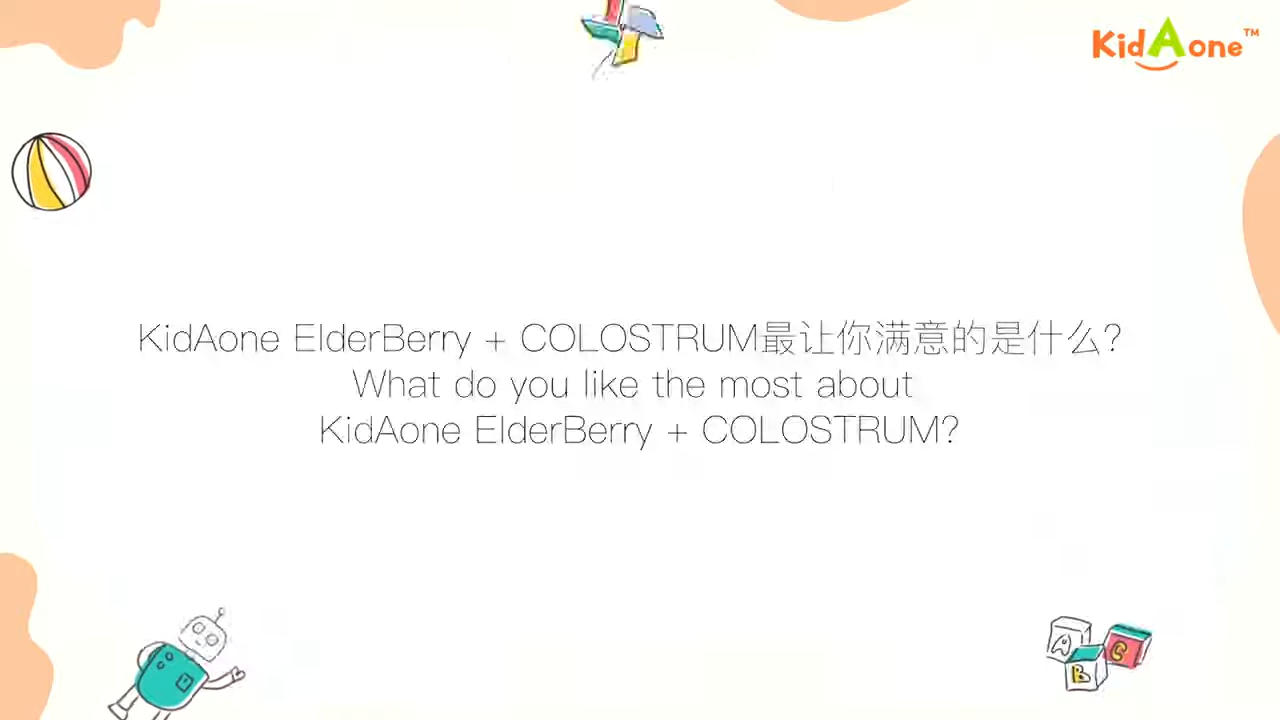 KidAone™
KidAone ElderBerry + COLOSTRUM最让你满意的是什么?
What do you like the most about
KidAone ElderBerry + COLOSTRUM?
A
B
C